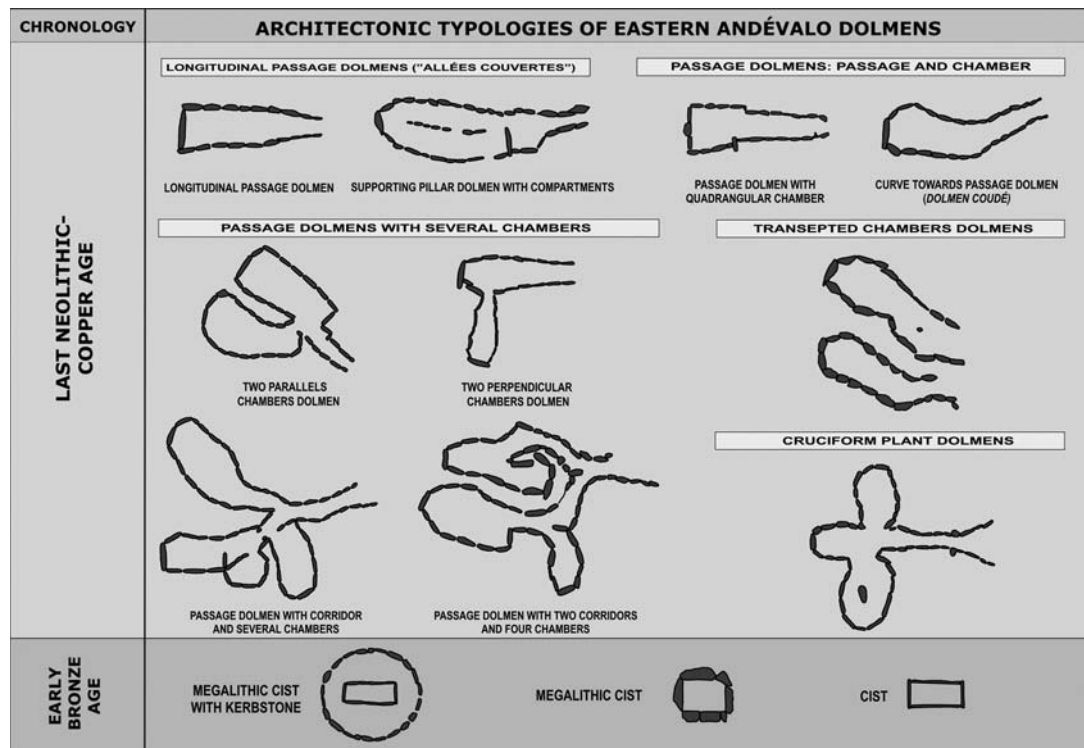 CHRONOLOGY
ARCHITECTONIC TYPOLOGIES OF EASTERN ANDÉVALO DOLMENS
LAST NEOLITHIC-
COPPER AGE
LONGITUDINAL PASSAGE DOLMENS ("ALLÉES COUVERTES")
LONGITUDINAL PASSAGE DOLMEN
SUPPORTING PILLAR DOLMEN WITH COMPARTMENTS
PASSAGE DOLMENS: PASSAGE AND CHAMBER
PASSAGE DOLMEN WITH
QUADRANGULAR CHAMBER
CURVE TOWARDS PASSAGE DOLMEN
(DOLMEN COUDÉ)
PASSAGE DOLMENS WITH SEVERAL CHAMBERS
TWO PARALLELS
CHAMBERS DOLMEN
TWO PERPENDICULAR
CHAMBERS DOLMEN
PASSAGE DOLMEN WITH CORRIDOR
AND SEVERAL CHAMBERS
PASSAGE DOLMEN WITH TWO CORRIDORS
AND FOUR CHAMBERS
TRANSEPTED CHAMBERS DOLMENS
CRUCIFORM PLANT DOLMENS
EARLY
BRONZE
AGE
MEGALITHIC CIST
WITH KERBSTONE
MEGALITHIC CIST
CIST